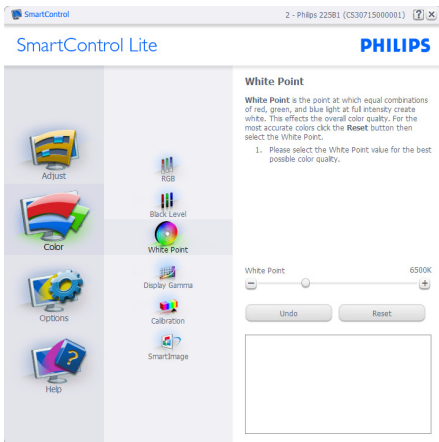 SmartControl
2 - Philips 225B1 (CS30715000001)
SmartControl Lite
PHILIPS
Adjust
Color
Options
Help
RGB
Black Level
White Point
Display Gamma
Calibration
SmartImage
White Point
White Point is the point at which equal combinations
of red, green, and blue light at full intensity create
white. This effects the overall color quality. For the
most accurate colors click the Reset button then
select the White Point.
1. Please select the White Point value for the best
possible color quality.
White Point 6500K
Undo Reset